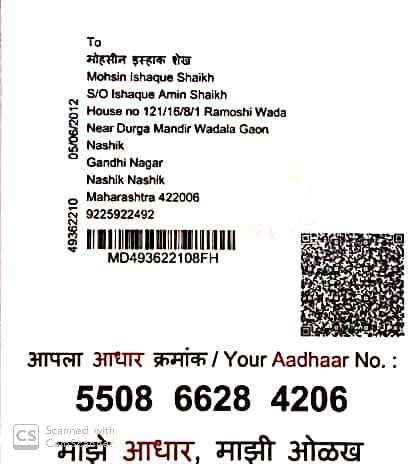 To
मोहसीन इस्हाक शेख
Mohsin Ishaque Shaikh
S/O Ishaque Amin Shaikh
House no 121/16/8/1 Ramoshi Wada
Near Durga Mandir Wadala Gaon
Nashik
Gandhi Nagar
Nashik Nashik
Maharashtra 422006
9225922492
49362210 05/06/2012
MD493622108FH
आपला आधार क्रमांक / Your Aadhaar No. :
5508 6628 4206
CS Scanned with
CamScanner
माझे आधार, माझी ओळख